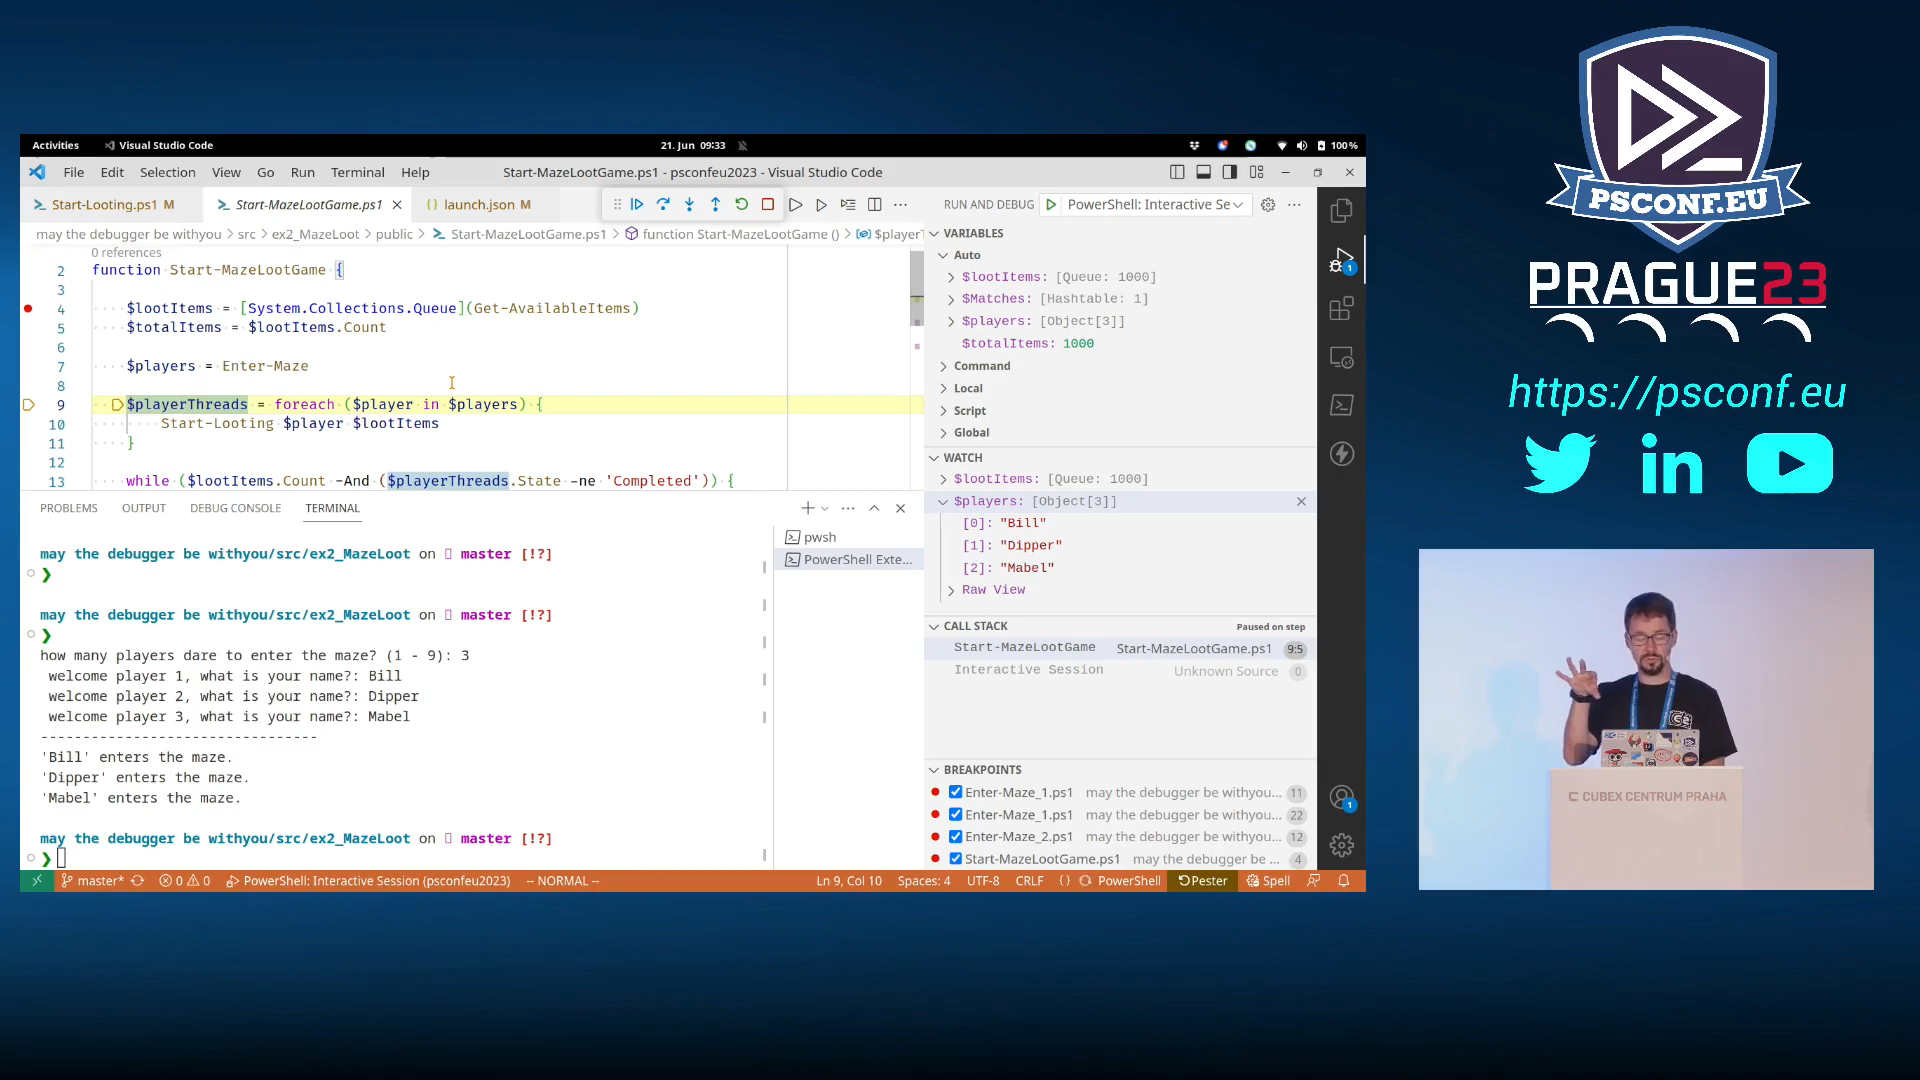 Activities
Visual Studio Code
21. Jun 09:33
100%
File Edit Selection View Go Run Terminal Help
Start-MazeLootGame.ps1 - psconfeu2023 - Visual Studio Code
Start-Looting.ps1 M
Start-MazeLootGame.ps1
launch.json M
may the debugger be withyou > src > ex2_MazeLoot > public > Start-MazeLootGame.ps1 > function Start-MazeLootGame () >
0 references
2 function Start-MazeLootGame {
3
4 $lootItems = [System.Collections.Queue](Get-AvailableItems)
5 $totalItems = $lootItems.Count
6
7 $players = Enter-Maze
8
9 $playerThreads = foreach ($player in $players) {
10 Start-Looting $player $lootItems
11 }
12
13 while ($lootItems.Count -And ($playerThreads.State -ne 'Completed')) {
PROBLEMS OUTPUT DEBUG CONSOLE TERMINAL
may the debugger be withyou/src/ex2_MazeLoot on master [!?]
❯
may the debugger be withyou/src/ex2_MazeLoot on master [!?]
❯
how many players dare to enter the maze? (1 - 9): 3
welcome player 1, what is your name?: Bill
welcome player 2, what is your name?: Dipper
welcome player 3, what is your name?: Mabel
---------------------------------
'Bill' enters the maze.
'Dipper' enters the maze.
'Mabel' enters the maze.
may the debugger be withyou/src/ex2_MazeLoot on master [!?]
❯
pwsh
PowerShell Exte...
RUN AND DEBUG
PowerShell: Interactive Se
VARIABLES
Auto
$lootItems: [Queue: 1000]
$Matches: [Hashtable: 1]
$players: [Object[3]]
$totalItems: 1000
Command
Local
Script
Global
WATCH
$lootItems: [Queue: 1000]
$players: [Object[3]]
[0]: "Bill"
[1]: "Dipper"
[2]: "Mabel"
Raw View
CALL STACK
Paused on step
Start-MazeLootGame Start-MazeLootGame.ps1 9:5
Interactive Session Unknown Source 0
BREAKPOINTS
Enter-Maze_1.ps1 may the debugger be withyou... 11
Enter-Maze_1.ps1 may the debugger be withyou... 22
Enter-Maze_2.ps1 may the debugger be withyou... 12
Start-MazeLootGame.ps1 may the debugger be ... 4
1
1
master*
0 0
PowerShell: Interactive Session (psconfeu2023)
-- NORMAL --
Ln 9, Col 10
Spaces: 4
UTF-8
CRLF
{} PowerShell
Pester
Spell
PSCONF.EU
PRAGUE23
https://psconf.eu
in
CUBEX CENTRUM PRAHA